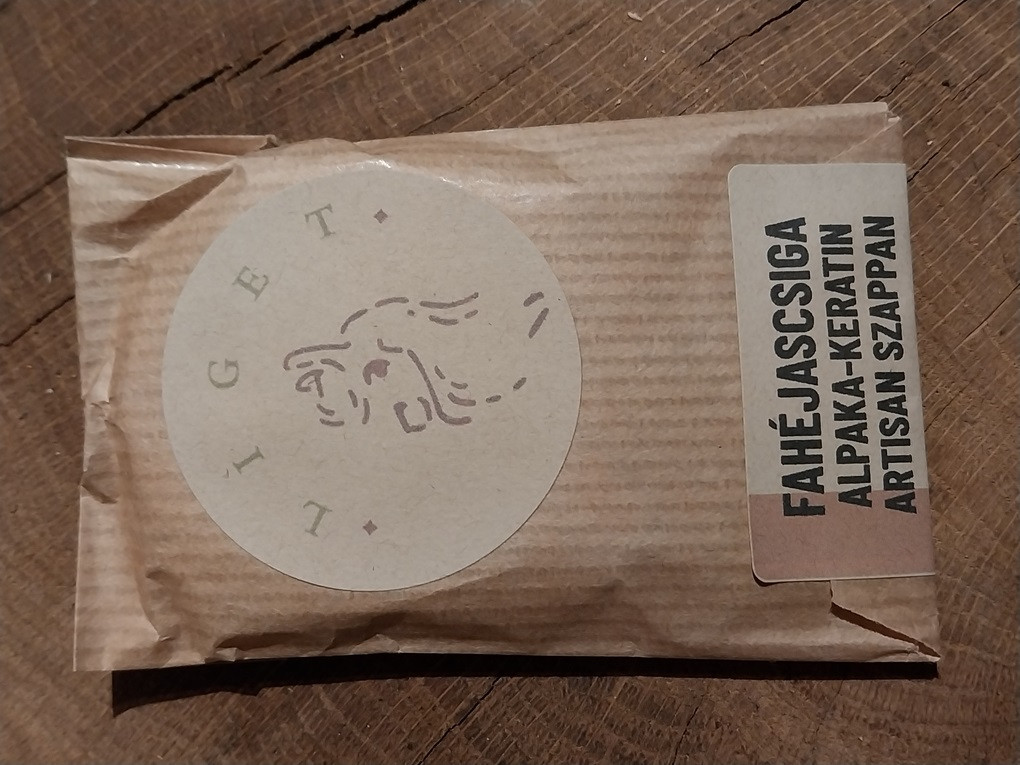 LIGET
FAHÉJASCSIGA
ALPAKA-KERATIN
ARTISAN SZAPPAN